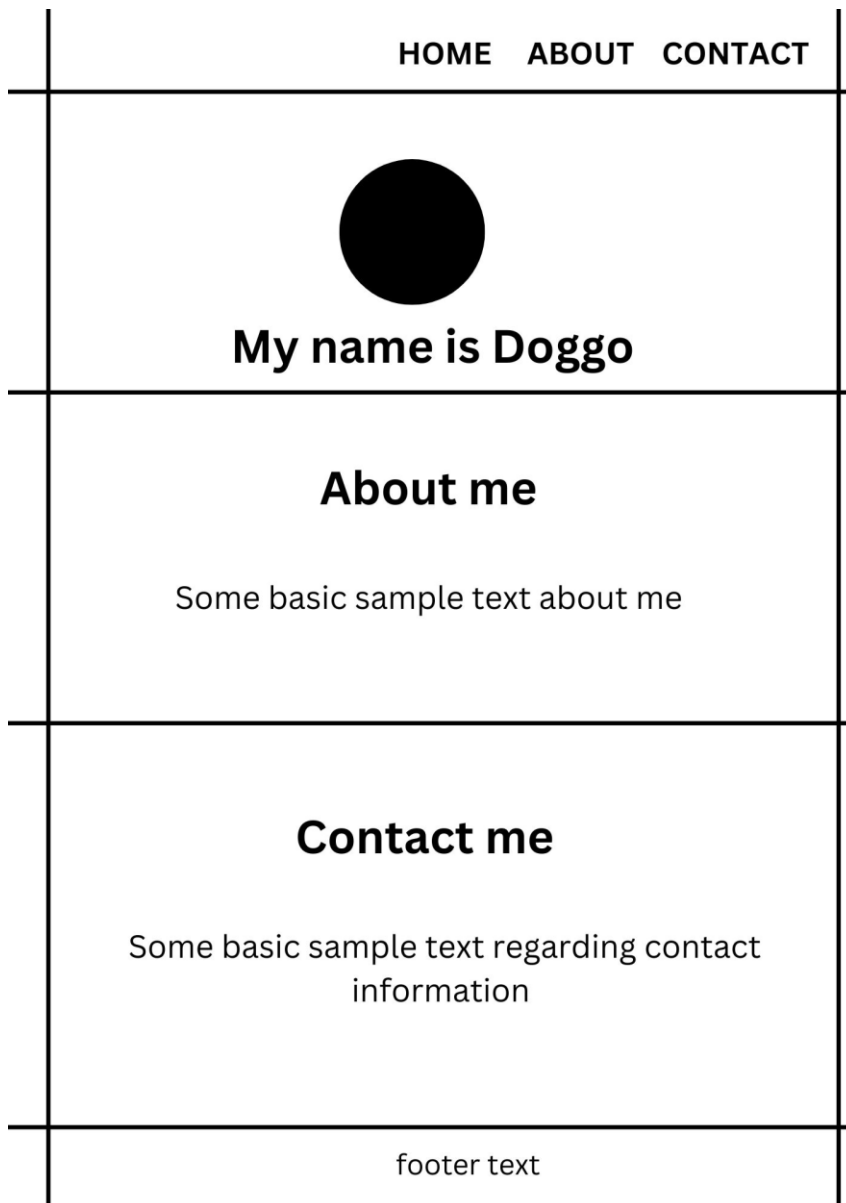 HOME ABOUT CONTACT
My name is Doggo
About me
Some basic sample text about me
Contact me
Some basic sample text regarding contact
information
footer text